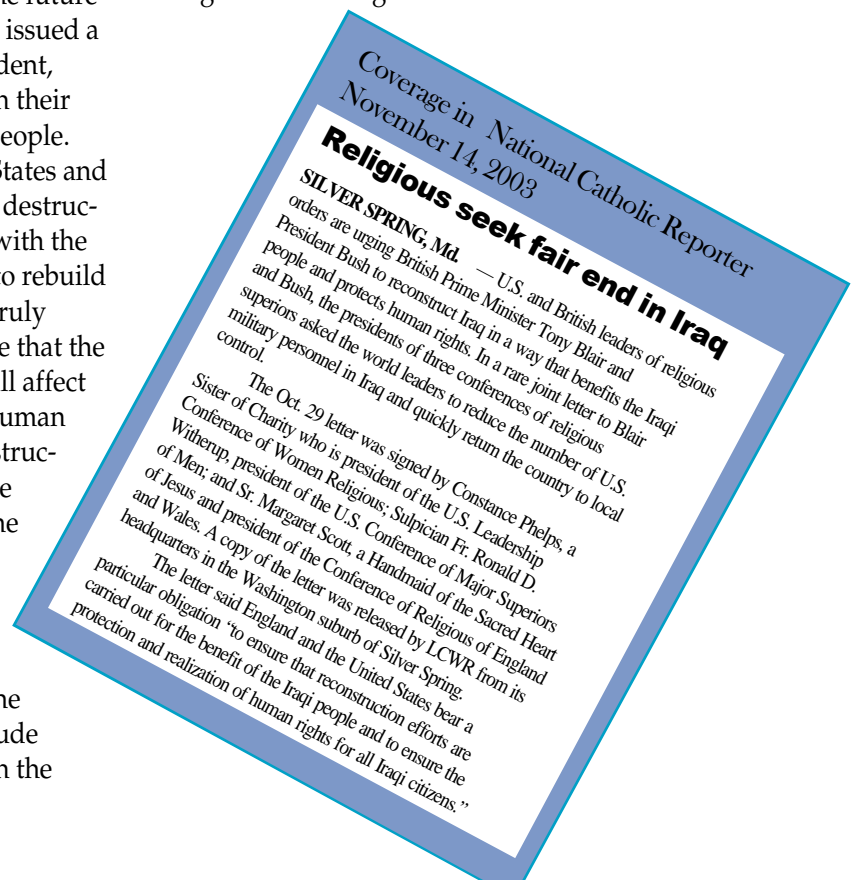 e future
issued a
dent,
n their
eople.
States and
destruc-
with the
o rebuild
ruly
e that the
ll affect
uman
struc-
e
ne
ne
ude
n the
Coverage in National Catholic Reporter
November 14, 2003
Religious seek fair end in Iraq
SILVER SPRING, Md. — U.S. and British leaders of religious
orders are urging British Prime Minister Tony Blair and
President Bush to reconstruct Iraq in a way that benefits the Iraqi
people and protects human rights. In a rare joint letter to Blair
and Bush, the presidents of three conferences of religious
superiors asked the world leaders to reduce the number of U.S.
military personnel in Iraq and quickly return the country to local
control.
The Oct. 29 letter was signed by Constance Phelps, a
Sister of Charity who is president of the U.S. Leadership
Conference of Women Religious; Sulpician Fr. Ronald D.
Witherup, president of the U.S. Conference of Major Superiors
of Men; and Sr. Margaret Scott, a Handmaid of the Sacred Heart
of Jesus and president of the Conference of Religious of England
and Wales. A copy of the letter was released by LCWR from its
headquarters in the Washington suburb of Silver Spring.
The letter said England and the United States bear a
particular obligation “to ensure that reconstruction efforts are
carried out for the benefit of the Iraqi people and to ensure the
protection and realization of human rights for all Iraqi citizens.”